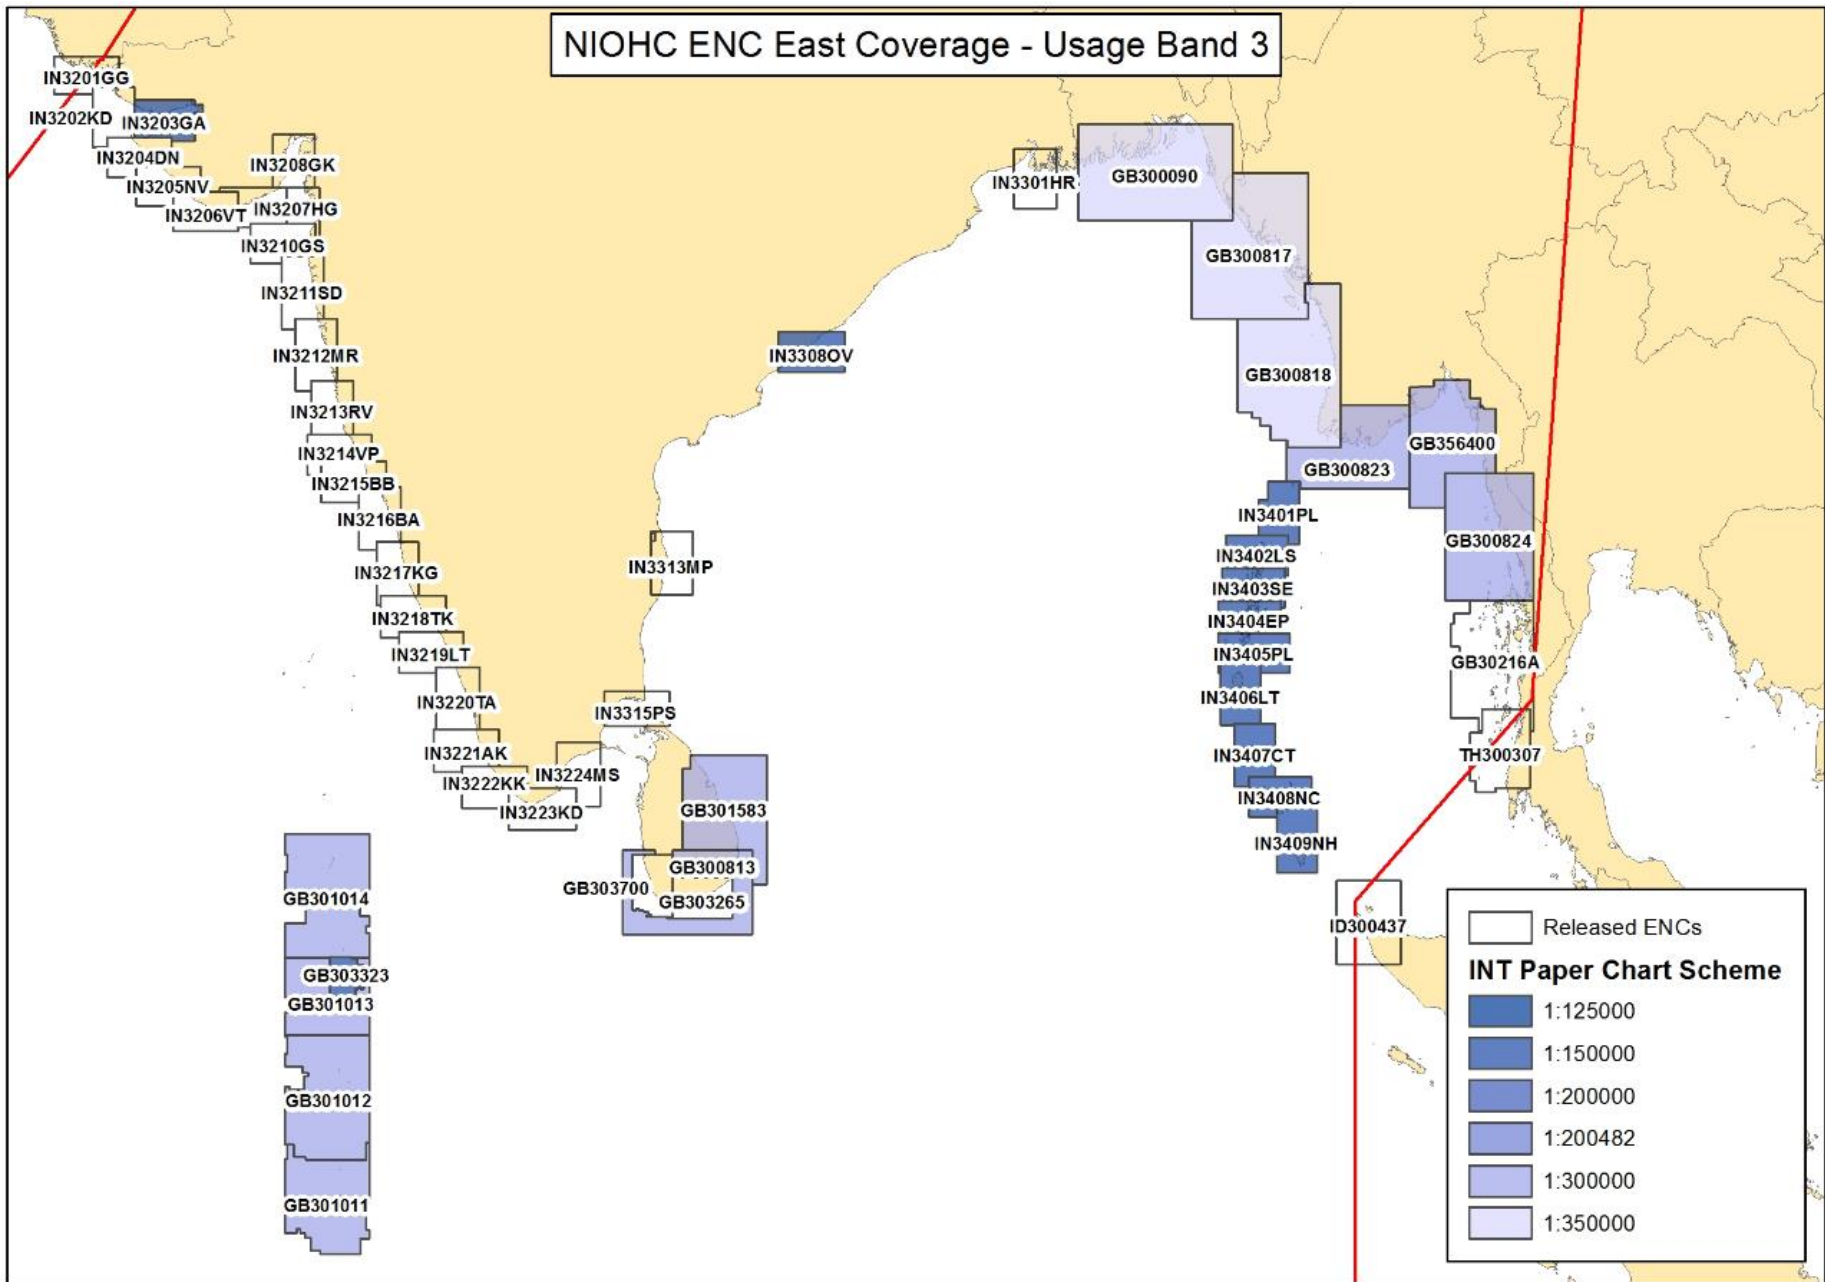 NIOHC ENC East Coverage - Usage Band 3
IN3201GG
IN3202KD
IN3203GA
IN3204DN
IN3205NV
IN3206VT
IN3208GK
IN3207HG
IN3210GS
IN3211SD
IN3212MR
IN3213RV
IN3214VP
IN3215BB
IN3216BA
IN3217KG
IN3218TK
IN3219LT
IN3220TA
IN3221AK
IN3222KK
IN3223KD
IN3224MS
IN3315PS
IN3313MP
IN3308OV
IN3301HR
GB300090
GB300817
GB300818
GB300823
GB356400
GB300824
GB30216A
TH300307
IN3401PL
IN3402LS
IN3403SE
IN3404EP
IN3405PL
IN3406LT
IN3407CT
IN3408NC
IN3409NH
ID300437
GB301583
GB300813
GB303700
GB303265
GB301014
GB303323
GB301013
GB301012
GB301011
Released ENCs
INT Paper Chart Scheme
1:125000
1:150000
1:200000
1:200482
1:300000
1:350000